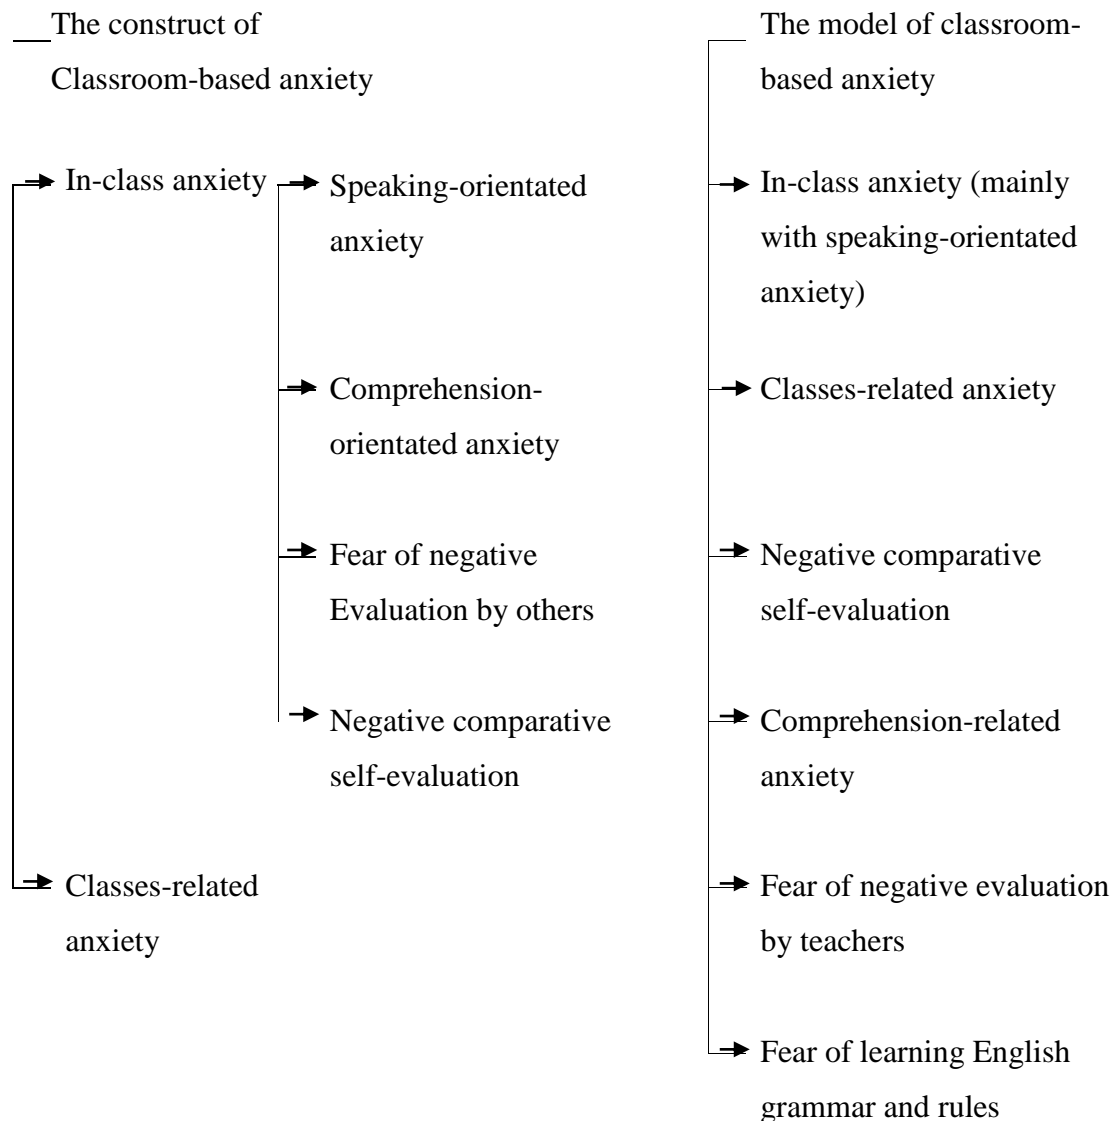 The construct of
Classroom-based anxiety
In-class anxiety
Speaking-orientated
anxiety
Comprehension-
orientated anxiety
Fear of negative
Evaluation by others
Negative comparative
self-evaluation
Classes-related
anxiety
The model of classroom-
based anxiety
In-class anxiety (mainly
with speaking-orientated
anxiety)
Classes-related anxiety
Negative comparative
self-evaluation
Comprehension-related
anxiety
Fear of negative evaluation
by teachers
Fear of learning English
grammar and rules